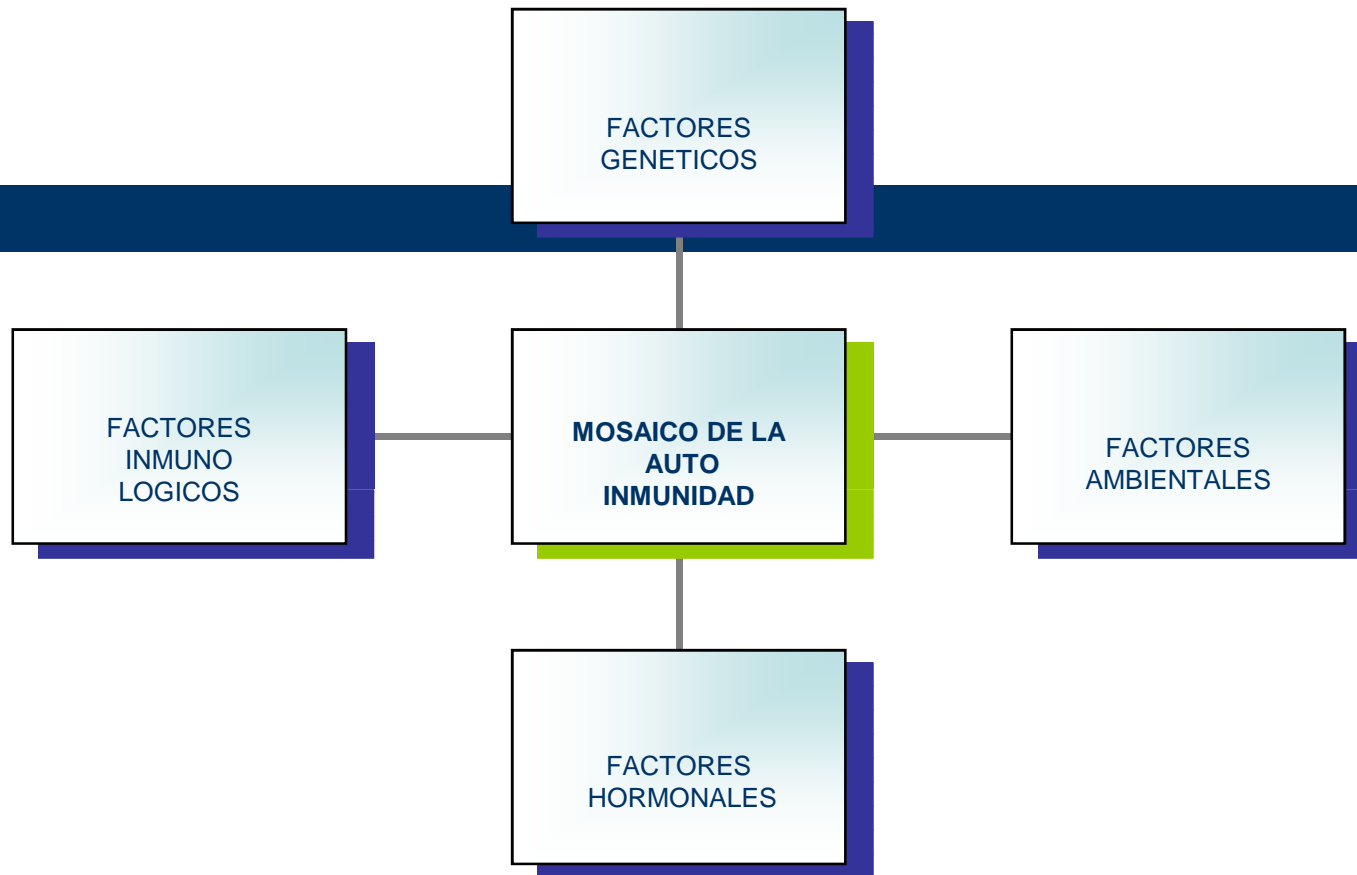 FACTORES
GENETICOS
FACTORES
INMUNO
LOGICOS
MOSAICO DE LA
AUTO
INMUNIDAD
FACTORES
AMBIENTALES
FACTORES
HORMONALES